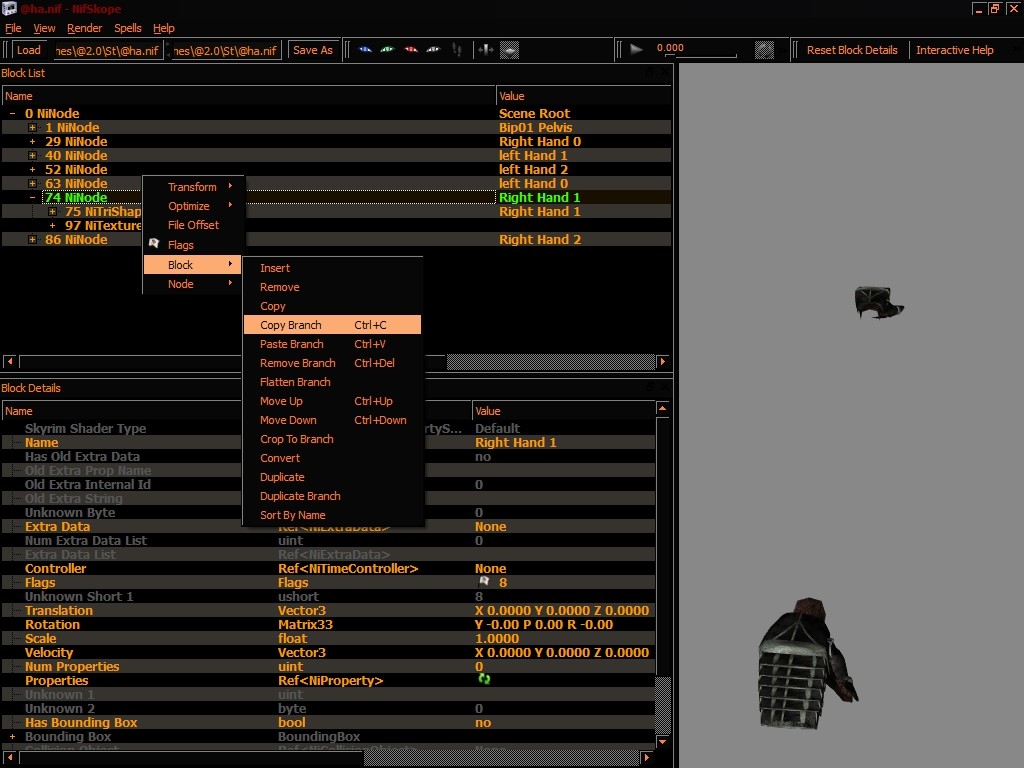 @ha.nif - NifSkope
File View Render Spells Help
Load nes\@2.0\St\@ha.nif nes\@2.0\St\@ha.nif Save As 0.000 Reset Block Details Interactive Help
Block List
Name Value
0 NiNode Scene Root
1 NiNode Bip01 Pelvis
29 NiNode Right Hand 0
40 NiNode left Hand 1
52 NiNode left Hand 2
63 NiNode left Hand 0
74 NiNode Right Hand 1
75 NiTriShap Right Hand 1
97 NiTexture
86 NiNode Right Hand 2
Transform
Optimize
File Offset
Flags
Block
Node
Insert
Remove
Copy
Copy Branch Ctrl+C
Paste Branch Ctrl+V
Remove Branch Ctrl+Del
Flatten Branch
Move Up Ctrl+Up
Move Down Ctrl+Down
Crop To Branch
Convert
Duplicate
Duplicate Branch
Sort By Name
Block Details
Name Value
Skyrim Shader Type rtyS... Default
Name Right Hand 1
Has Old Extra Data no
Old Extra Prop Name
Old Extra Internal Id 0
Old Extra String
Unknown Byte 0
Extra Data Ref<NiExtraData> None
Num Extra Data List uint 0
Extra Data List Ref<NiExtraData>
Controller Ref<NiTimeController> None
Flags Flags 8
Unknown Short 1 ushort 8
Translation Vector3 X 0.0000 Y 0.0000 Z 0.0000
Rotation Matrix33 Y -0.00 P 0.00 R -0.00
Scale float 1.0000
Velocity Vector3 X 0.0000 Y 0.0000 Z 0.0000
Num Properties uint 0
Properties Ref<NiProperty>
Unknown 1 uint
Unknown 2 byte 0
Has Bounding Box bool no
Bounding Box BoundingBox
Collision Object Ref<NiCollisionObject>